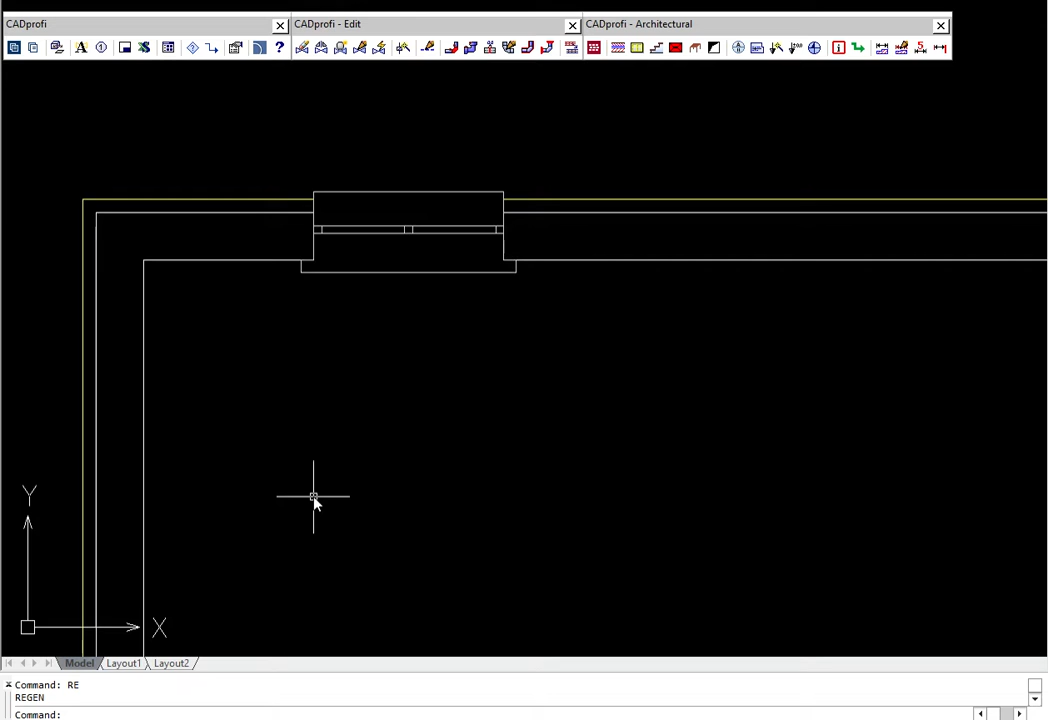 CADprofi
CADprofi - Edit
CADprofi - Architectural
Y
X
Model
Layout1
Layout2
Command: RE
REGEN
Command: